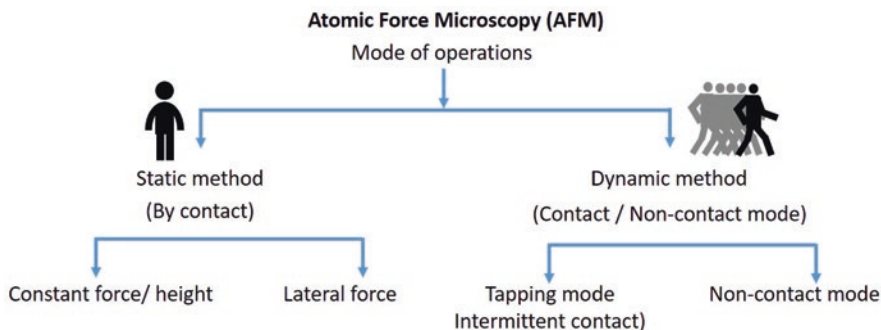 Atomic Force Microscopy (AFM)
Mode of operations
Static method
(By contact)
Dynamic method
(Contact / Non-contact mode)
Constant force/ height
Lateral force
Tapping mode
Intermittent contact)
Non-contact mode